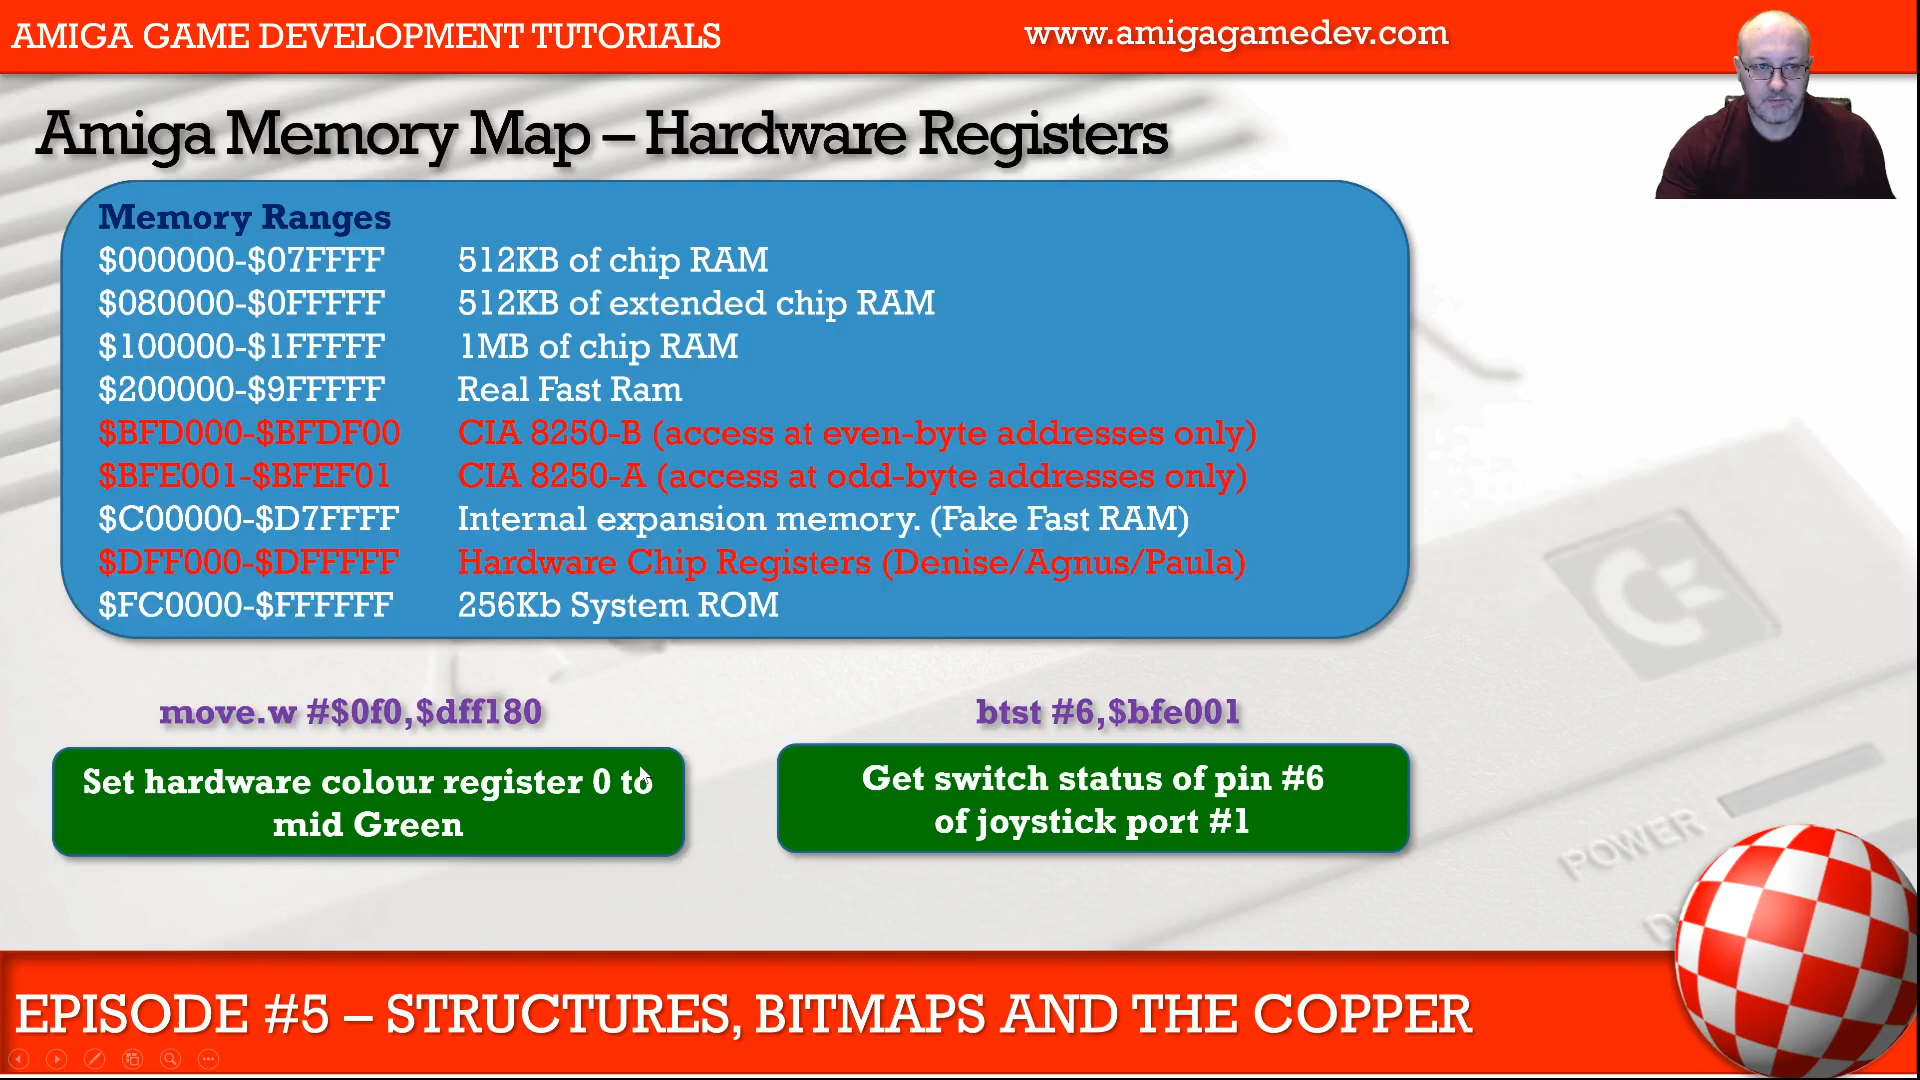 AMIGA GAME DEVELOPMENT TUTORIALS
www.amigagamedev.com
Amiga Memory Map – Hardware Registers
Memory Ranges
$000000-$07FFFF 512KB of chip RAM
$080000-$0FFFFF 512KB of extended chip RAM
$100000-$1FFFFF 1MB of chip RAM
$200000-$9FFFFF Real Fast Ram
$BFD000-$BFDF00 CIA 8250-B (access at even-byte addresses only)
$BFE001-$BFEF01 CIA 8250-A (access at odd-byte addresses only)
$C00000-$D7FFFF Internal expansion memory. (Fake Fast RAM)
$DFF000-$DFFFFF Hardware Chip Registers (Denise/Agnus/Paula)
$FC0000-$FFFFFF 256Kb System ROM
move.w #$0f0,$dff180
btst #6,$bfe001
Set hardware colour register 0 to
mid Green
Get switch status of pin #6
of joystick port #1
POWER
EPISODE #5 – STRUCTURES, BITMAPS AND THE COPPER